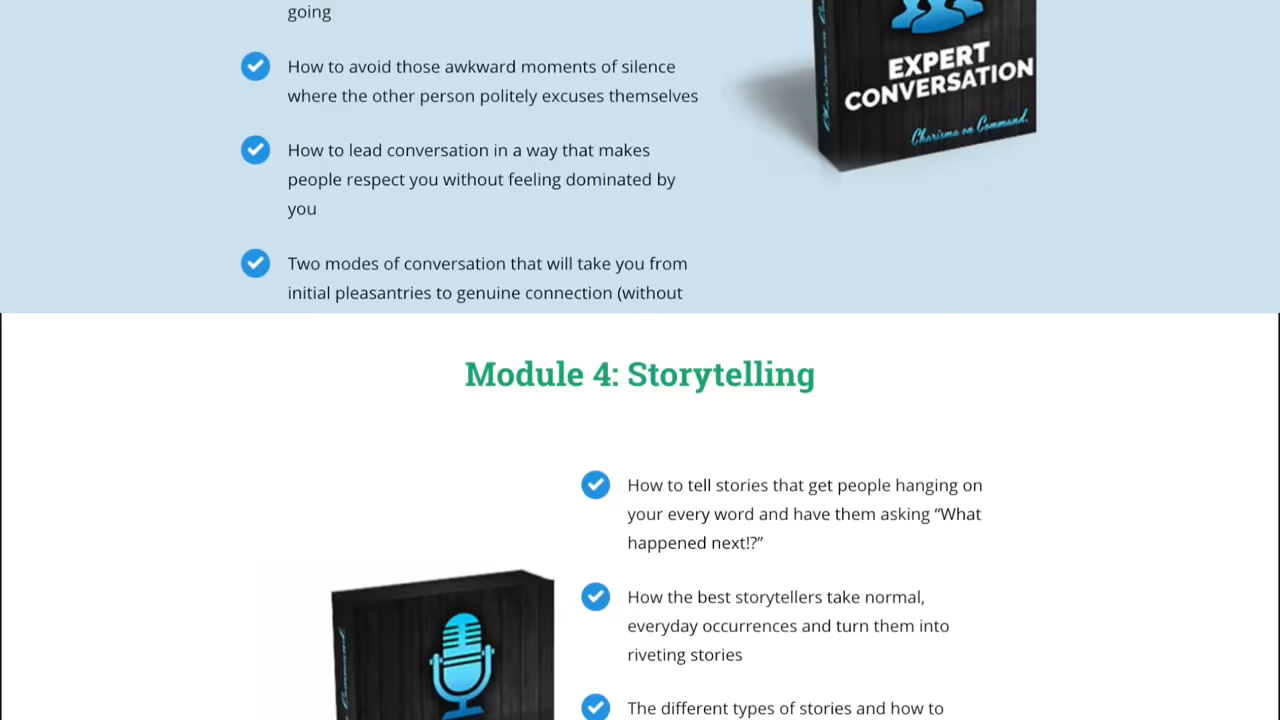 going
How to avoid those awkward moments of silence
where the other person politely excuses themselves
How to lead conversation in a way that makes
people respect you without feeling dominated by
you
Two modes of conversation that will take you from
initial pleasantries to genuine connection (without
EXPERT
CONVERSATION
Charisma on Command.
Module 4: Storytelling
How to tell stories that get people hanging on
your every word and have them asking “What
happened next!?”
How the best storytellers take normal,
everyday occurrences and turn them into
riveting stories
The different types of stories and how to